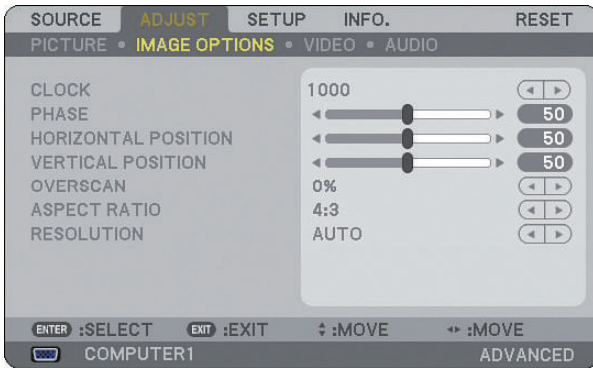 SOURCE ADJUST SETUP INFO. RESET
PICTURE • IMAGE OPTIONS • VIDEO • AUDIO
CLOCK 1000
PHASE 50
HORIZONTAL POSITION 50
VERTICAL POSITION 50
OVERSCAN 0%
ASPECT RATIO 4:3
RESOLUTION AUTO
ENTER :SELECT EXIT :EXIT :MOVE :MOVE
COMPUTER1 ADVANCED